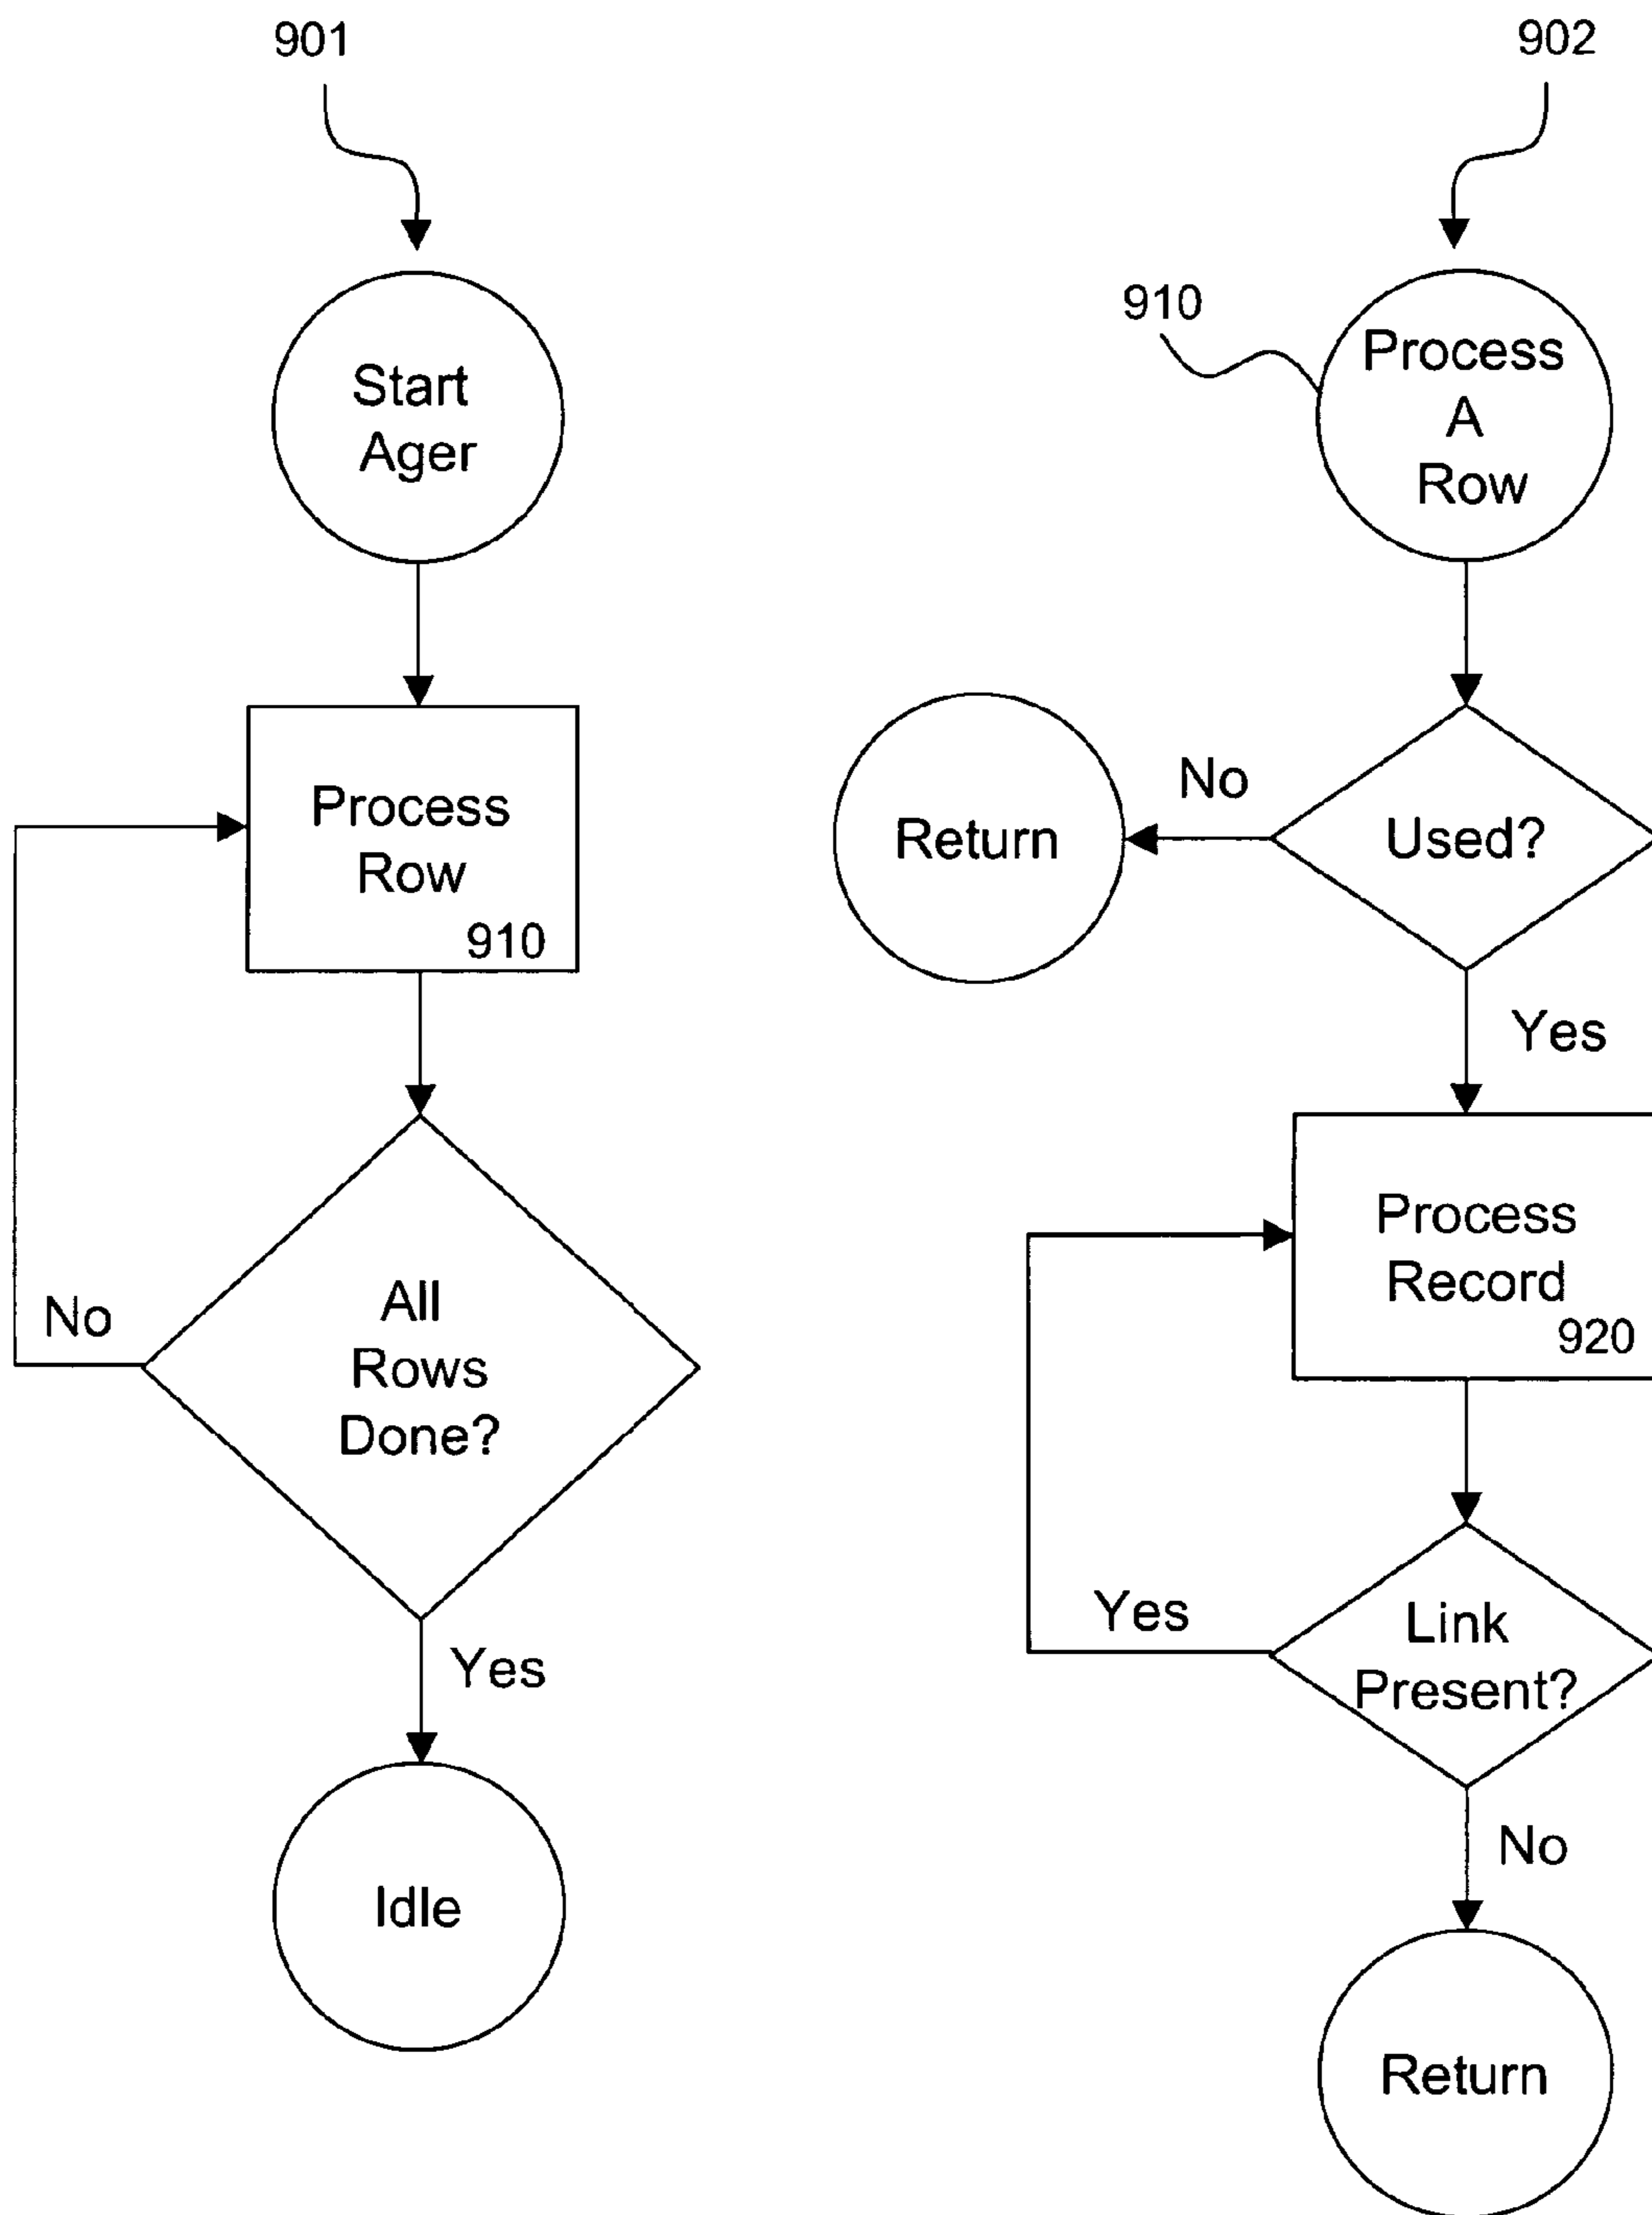 901
Start
Ager
Process
Row
910
All
Rows
Done?
No
Yes
Idle
902
910
Process
A
Row
Used?
No
Return
Yes
Process
Record
920
Link
Present?
Yes
No
Return